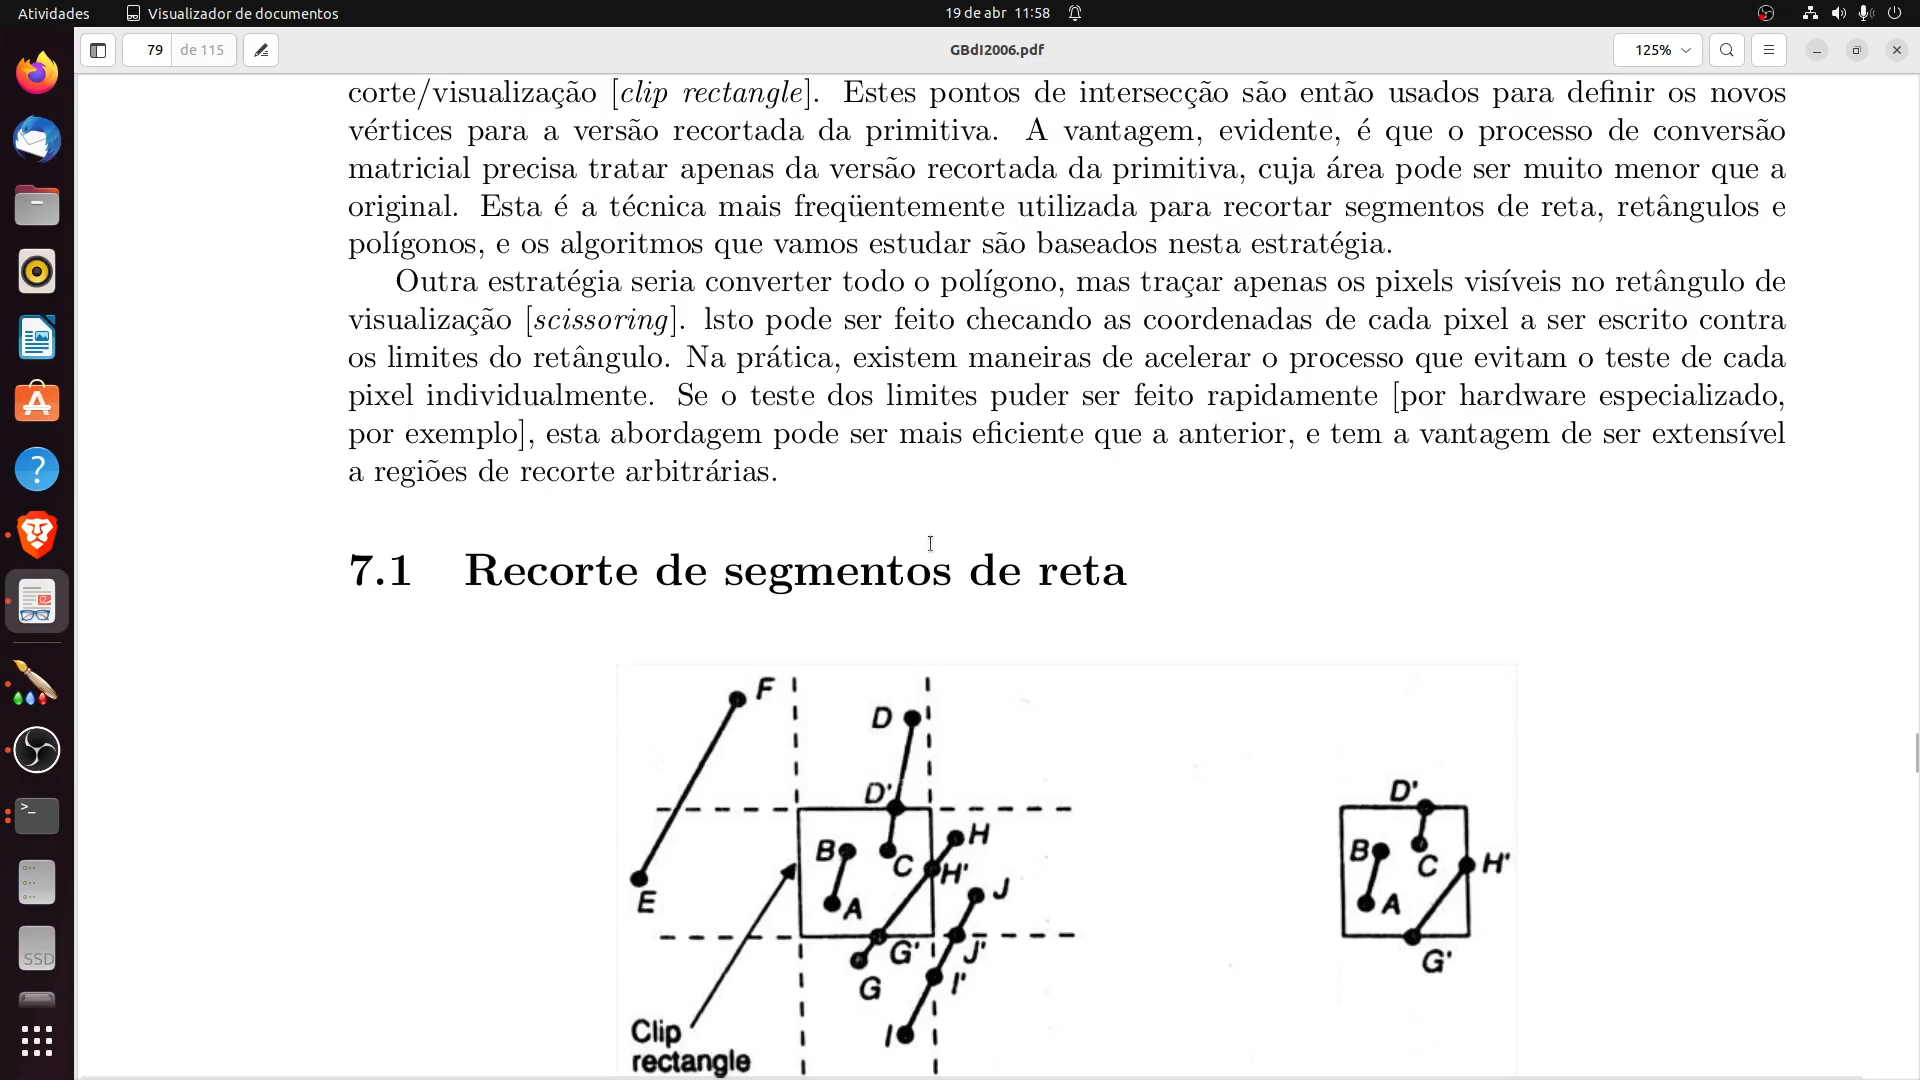 Atividades
Visualizador de documentos
19 de abr 11:58
79
de 115
GBdI2006.pdf
125%
corte/visualização [clip rectangle]. Estes pontos de intersecção são então usados para definir os novos
vértices para a versão recortada da primitiva. A vantagem, evidente, é que o processo de conversão
matricial precisa tratar apenas da versão recortada da primitiva, cuja área pode ser muito menor que a
original. Esta é a técnica mais freqüentemente utilizada para recortar segmentos de reta, retângulos e
polígonos, e os algoritmos que vamos estudar são baseados nesta estratégia.
Outra estratégia seria converter todo o polígono, mas traçar apenas os pixels visíveis no retângulo de
visualização [scissoring]. lsto pode ser feito checando as coordenadas de cada pixel a ser escrito contra
os limites do retângulo. Na prática, existem maneiras de acelerar o processo que evitam o teste de cada
pixel individualmente. Se o teste dos limites puder ser feito rapidamente [por hardware especializado,
por exemplo], esta abordagem pode ser mais eficiente que a anterior, e tem a vantagem de ser extensível
a regiões de recorte arbitrárias.
7.1 Recorte de segmentos de reta
F
D
D'
H
B
C
H'
J
E
A
G'
J'
G
I'
I
Clip
rectangle
D'
B
C
H'
A
G'
SSD